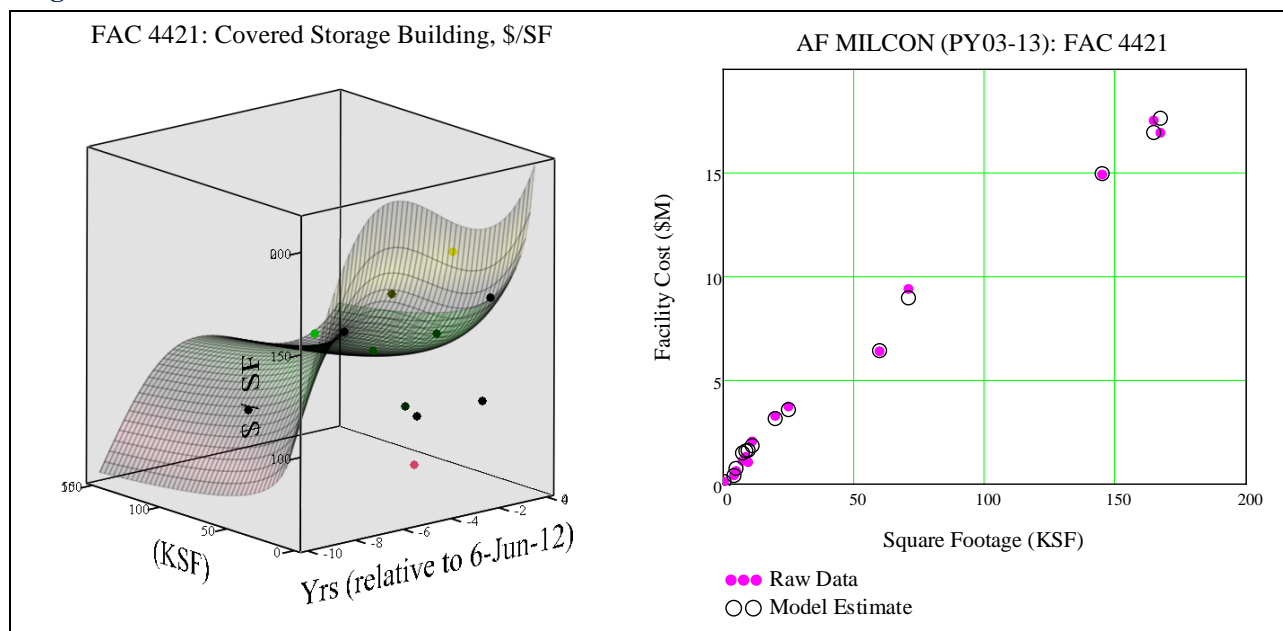 FAC 4421: Covered Storage Building, $/SF
200
150
100
$ / SF
100
50
0
(KSF)
-10
-8
-6
-4
-2
Yrs (relative to 6-Jun-12)
AF MILCON (PY03-13): FAC 4421
15
10
5
0
Facility Cost ($M)
0
50
100
150
200
Square Footage (KSF)
Raw Data
Model Estimate